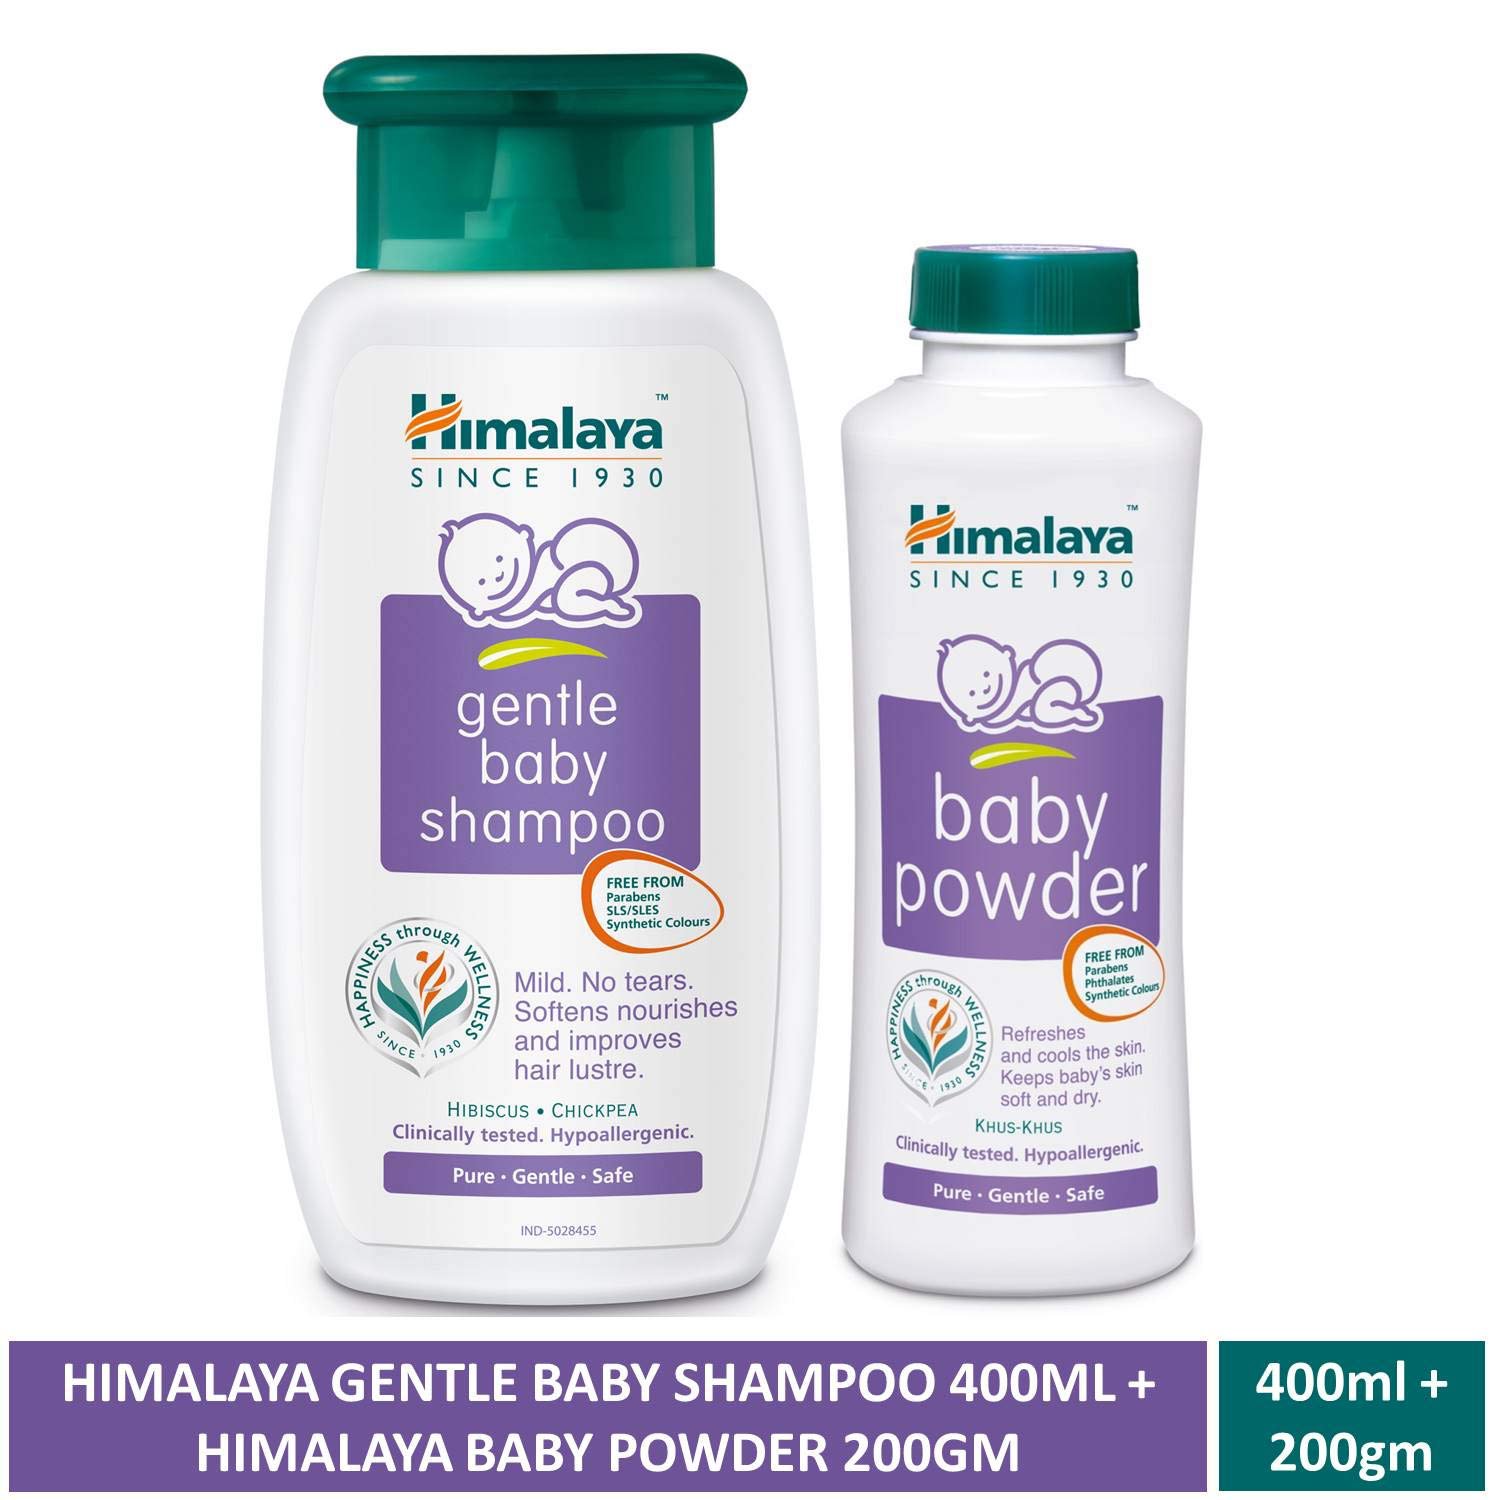 Himalaya™
SINCE 1930
gentle
baby
shampoo
FREE FROM
Parabens
SLS/SLES
Synthetic Colours
HAPPINESS through WELLNESS
SINCE • 1930
Mild. No tears.
Softens nourishes
and improves
hair lustre.
HIBISCUS • CHICKPEA
Clinically tested. Hypoallergenic.
Pure · Gentle · Safe
IND-5028455
Himalaya™
SINCE 1930
baby
powder
FREE FROM
Parabens
Phthalates
Synthetic Colours
HAPPINESS through WELLNESS
SINCE • 1930
Refreshes
and cools the skin.
Keeps baby's skin
soft and dry.
KHUS-KHUS
Clinically tested. Hypoallergenic.
Pure · Gentle · Safe
HIMALAYA GENTLE BABY SHAMPOO 400ML +
HIMALAYA BABY POWDER 200GM
400ml +
200gm